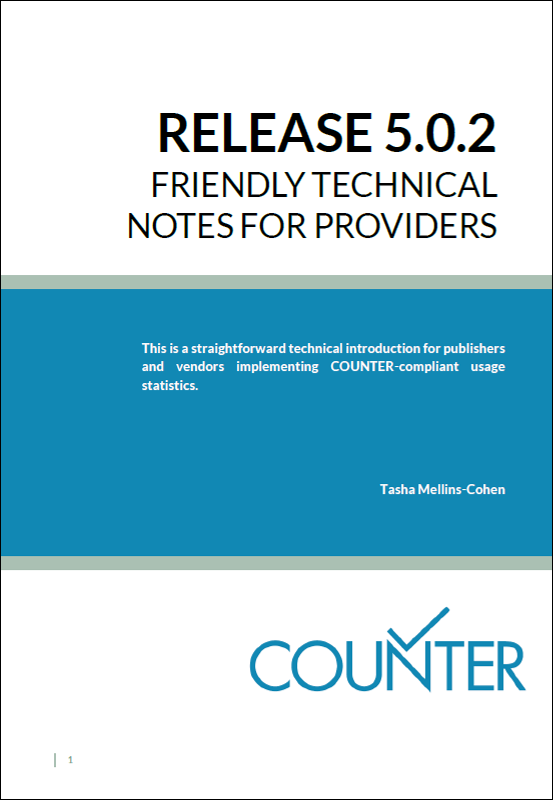 RELEASE 5.0.2
FRIENDLY TECHNICAL
NOTES FOR PROVIDERS
This is a straightforward technical introduction for publishers
and vendors implementing COUNTER-compliant usage
statistics.
Tasha Mellins-Cohen
COUNTER
1